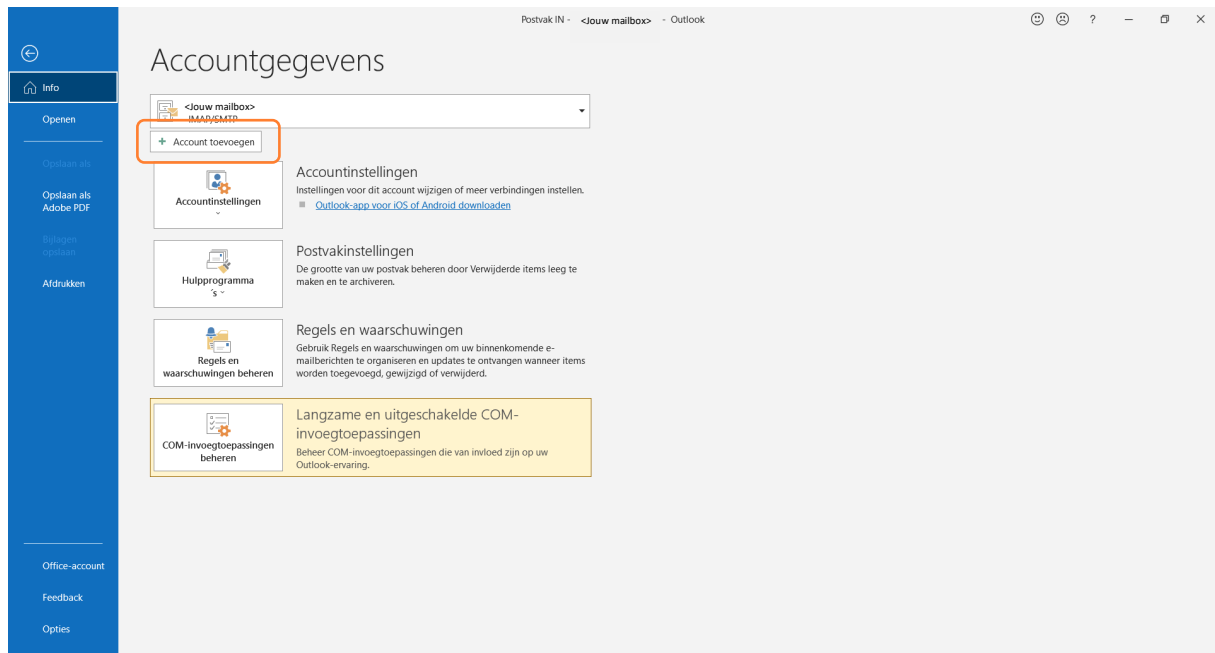 Postvak IN - <Jouw mailbox> - Outlook
?
Accountgegevens
Info
<Jouw mailbox>
IMAP/SMTP
Openen
+ Account toevoegen
Opslaan als
Accountinstellingen
Instellingen voor dit account wijzigen of meer verbindingen instellen.
Outlook-app voor iOS of Android downloaden
Accountinstellingen
Opslaan als
Adobe PDF
Bijlagen
opslaan
Postvakinstellingen
De grootte van uw postvak beheren door Verwijderde items leeg te
maken en te archiveren.
Hulpprogramma
's
Afdrukken
Regels en waarschuwingen
Gebruik Regels en waarschuwingen om uw binnenkomende e-
mailberichten te organiseren en updates te ontvangen wanneer items
worden toegevoegd, gewijzigd of verwijderd.
Regels en
waarschuwingen beheren
Langzame en uitgeschakelde COM-
invoegtoepassingen
Beheer COM-invoegtoepassingen die van invloed zijn op uw
Outlook-ervaring.
COM-invoegtoepassingen
beheren
Office-account
Feedback
Opties